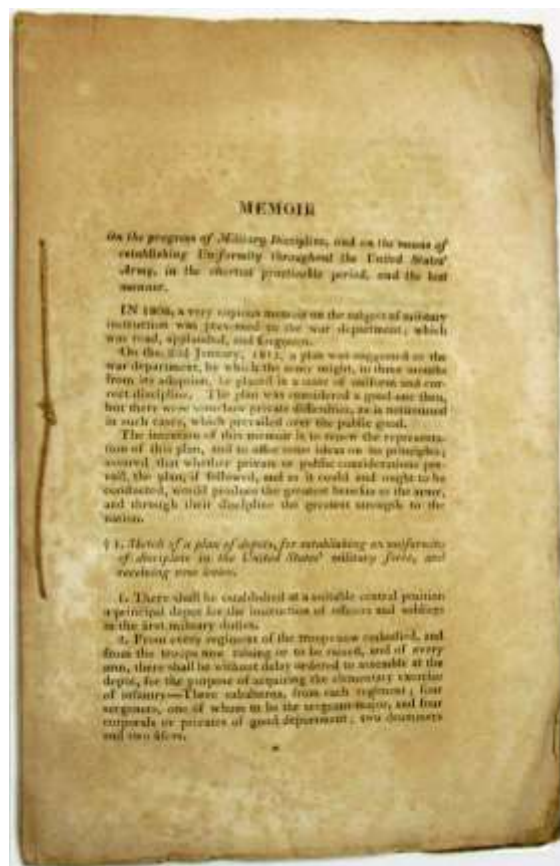 MEMOIR
On the progress of Military Discipline, and on the means of
establishing Uniformity throughout the United States'
Army, in the shortest practicable period, and the best
manner.
IN 1808, a very copious memoir on the subject of military
instruction was presented to the war department, which
was read, applauded, and forgotten.
On the January, a plan was suggested to the
war department, by which the army might, in three months
from its adoption, be placed in a state of uniform and cor-
rect discipline. The plan was considered a good one then,
but there were somehow private difficulties, as is not unusual
in such cases, which prevailed over the public good.
The intention of this memoir is to renew the representa-
tion of this plan, and to offer some ideas on its principles;
assured, that whether private or public considerations pre-
vail, the plan, if followed, and as it could and ought to be
conducted, would produce the greatest benefits to the army,
and through their discipline the greatest strength to the
nation.
§ 1. Sketch of a plan of depots, for establishing an uniformity
of discipline in the United States' military force, and
receiving new levies.
1. There shall be established at a suitable central position
a principal depot for the instruction of officers and soldiers
in the first military duties.
2. From every regiment of the troops now embodied, and
from the troops now raising or to be raised, and of every
arm, there shall be without delay ordered to assemble at the
depot, for the purpose of acquiring the elementary exercise
of infantry—Three subalterns, from each regiment; four
sergeants, one of whom to be the sergeant-major, and four
corporals or privates of good deportment; two drummers
and two fifers.